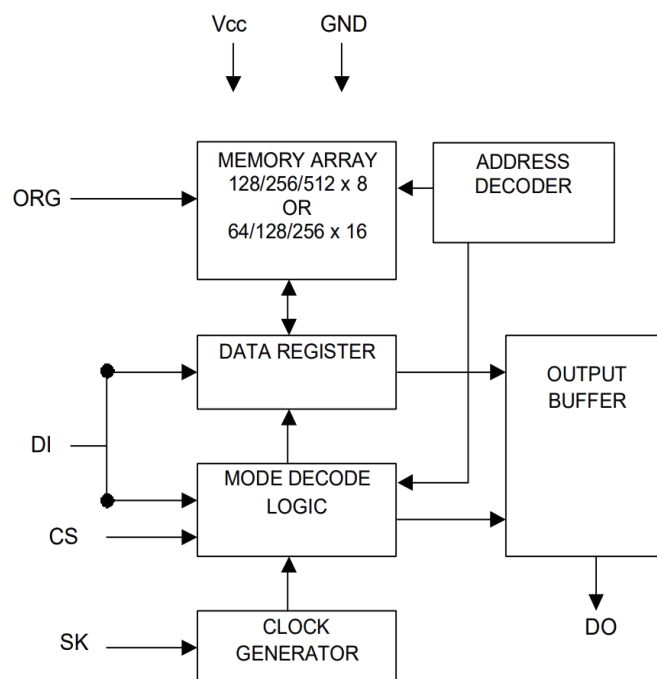 Vcc
GND
MEMORY ARRAY
128/256/512 x 8
OR
64/128/256 x 16
ADDRESS
DECODER
ORG
DATA REGISTER
OUTPUT
BUFFER
DI
MODE DECODE
LOGIC
CS
SK
CLOCK
GENERATOR
DO